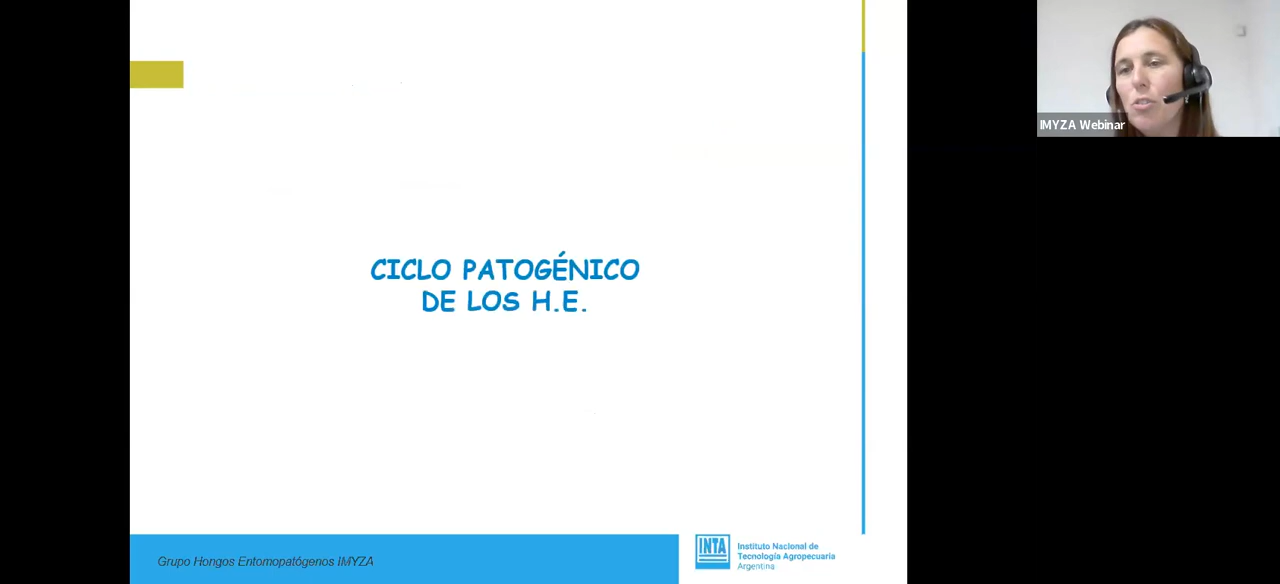 IMYZA Webinar
CICLO PATOGÉNICO
DE LOS H.E.
Grupo Hongos Entomopatógenos IMYZA
INTA
Instituto Nacional de
Tecnología Agropecuaria
Argentina